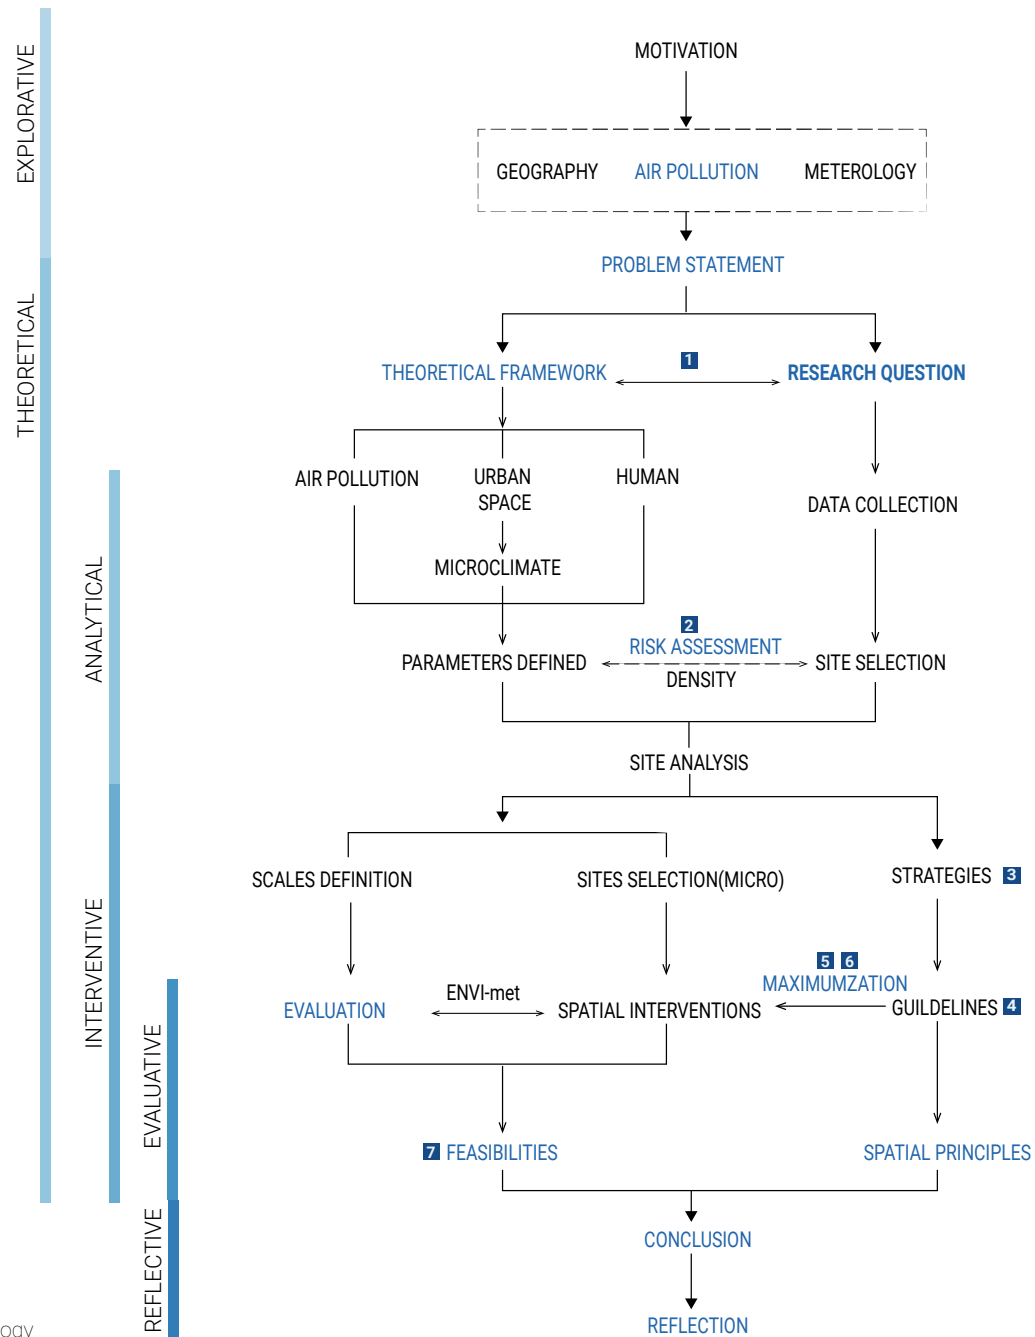 EXPLORATIVE
THEORETICAL
ANALYTICAL
INTERVENTIVE
EVALUATIVE
REFLECTIVE
MOTIVATION
GEOGRAPHY AIR POLLUTION METEROLOGY
PROBLEM STATEMENT
1
THEORETICAL FRAMEWORK RESEARCH QUESTION
AIR POLLUTION URBAN SPACE HUMAN
DATA COLLECTION
MICROCLIMATE
2
RISK ASSESSMENT
PARAMETERS DEFINED SITE SELECTION
DENSITY
SITE ANALYSIS
SCALES DEFINITION SITES SELECTION(MICRO) STRATEGIES 3
5 6
MAXIMUMZATION
ENVI-met
EVALUATION SPATIAL INTERVENTIONS GUILDELINES 4
7 FEASIBILITIES SPATIAL PRINCIPLES
CONCLUSION
REFLECTION